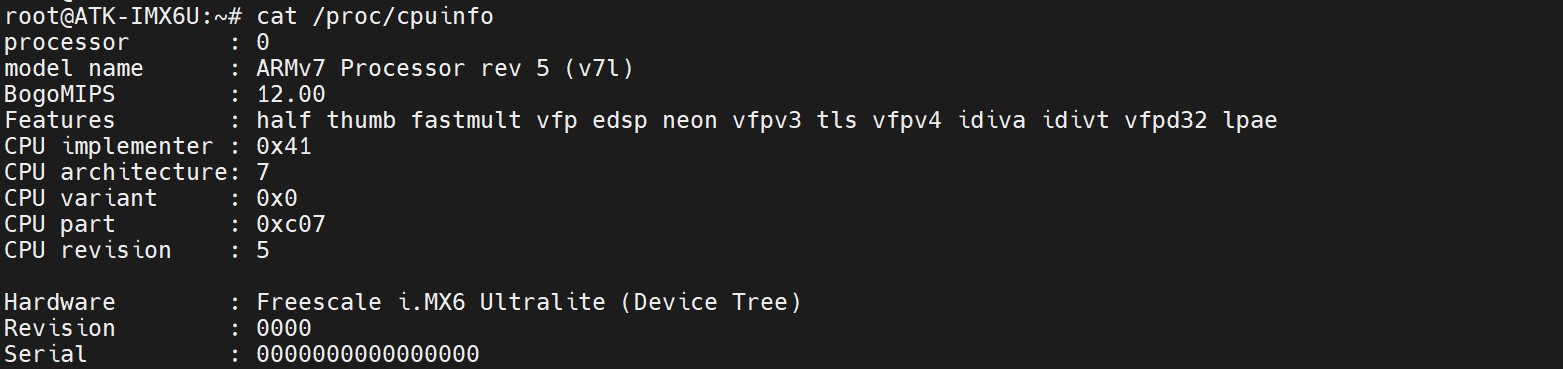 root@ATK-IMX6U:~# cat /proc/cpuinfo
processor       : 0
model name      : ARMv7 Processor rev 5 (v7l)
BogoMIPS        : 12.00
Features        : half thumb fastmult vfp edsp neon vfpv3 tls vfpv4 idiva idivt vfpd32 lpae
CPU implementer : 0x41
CPU architecture: 7
CPU variant     : 0x0
CPU part        : 0xc07
CPU revision    : 5

Hardware        : Freescale i.MX6 Ultralite (Device Tree)
Revision        : 0000
Serial          : 0000000000000000